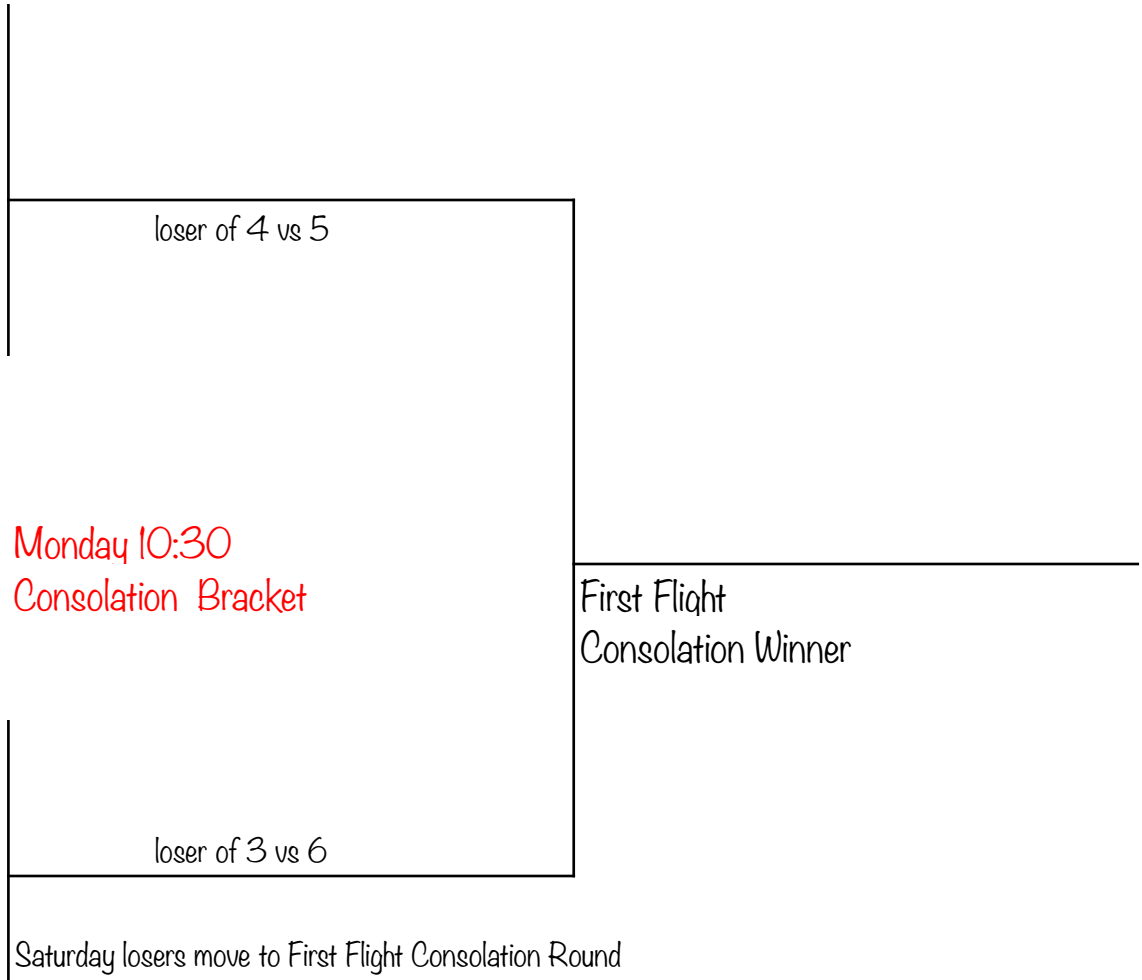 loser of 4 vs 5
Monday 10:30
Consolation Bracket
First Flight
Consolation Winner
loser of 3 vs 6
Saturday losers move to First Flight Consolation Round